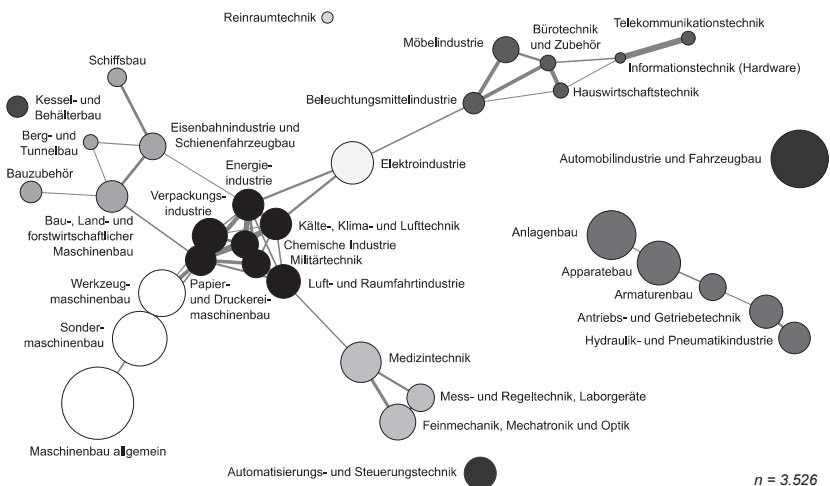 Reinraumtechnik
Telekommunikationstechnik
Möbelindustrie
Bürotechnik
und Zubehör
Schiffsbau
Informationstechnik (Hardware)
Kessel- und
Behälterbau
Beleuchtungsmittelindustrie
Hauswirtschaftstechnik
Eisenbahnindustrie und
Schienenfahrzeugbau
Berg- und
Tunnelbau
Energie-
industrie
Elektroindustrie
Automobilindustrie und Fahrzeugbau
Bauzubehör
Verpackungs-
industrie
Bau-, Land- und
forstwirtschaftlicher
Maschinenbau
Kälte-, Klima- und Lufttechnik
Chemische Industrie
Militärtechnik
Anlagenbau
Apparatebau
Werkzeug-
maschinenbau
Papier-
und Druckerei-
maschinenbau
Luft- und Raumfahrtindustrie
Armaturenbau
Antriebs- und Getriebetechnik
Hydraulik- und Pneumatikindustrie
Sonder-
maschinenbau
Medizintechnik
Mess- und Regeltechnik, Laborgeräte
Feinmechanik, Mechatronik und Optik
Maschinenbau allgemein
Automatisierungs- und Steuerungstechnik
n = 3.526